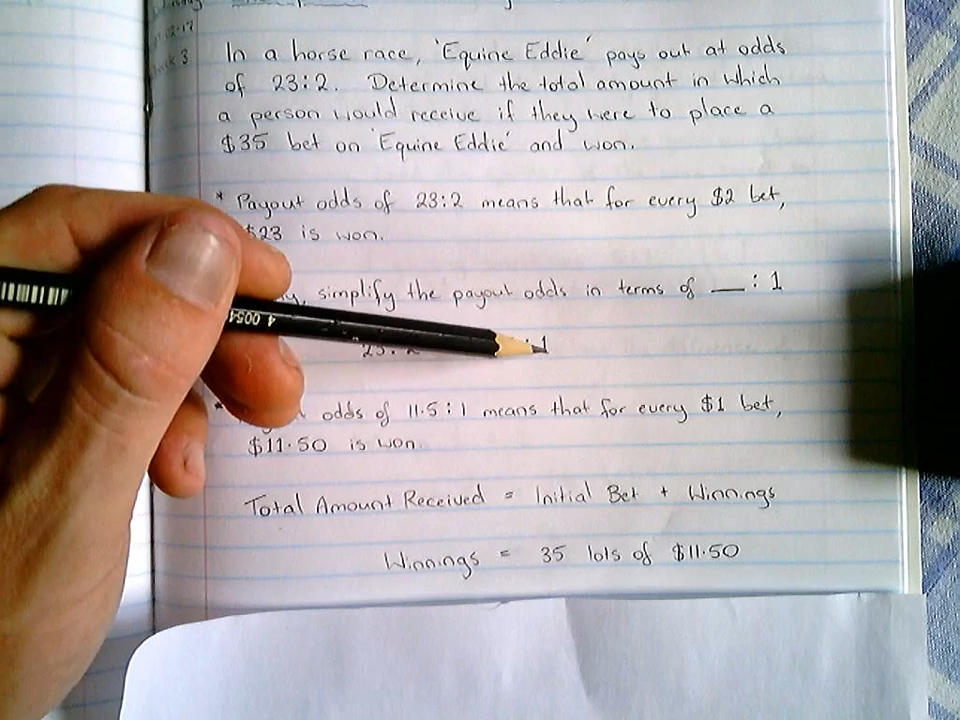 In a horse race, 'Equine Eddie' pays out at odds
of 23:2. Determine the total amount in which
a person would receive if they were to place a
$35 bet on 'Equine Eddie' and won.
* Payout odds of 23:2 means that for every $2 bet,
$23 is won.
simplify the payout odds in terms of __ : 1
23:2 :1
odds of 11.5:1 means that for every $1 bet,
$11.50 is won
Total Amount Received = Initial Bet + Winnings
Winnings = 35 lots of $11.50